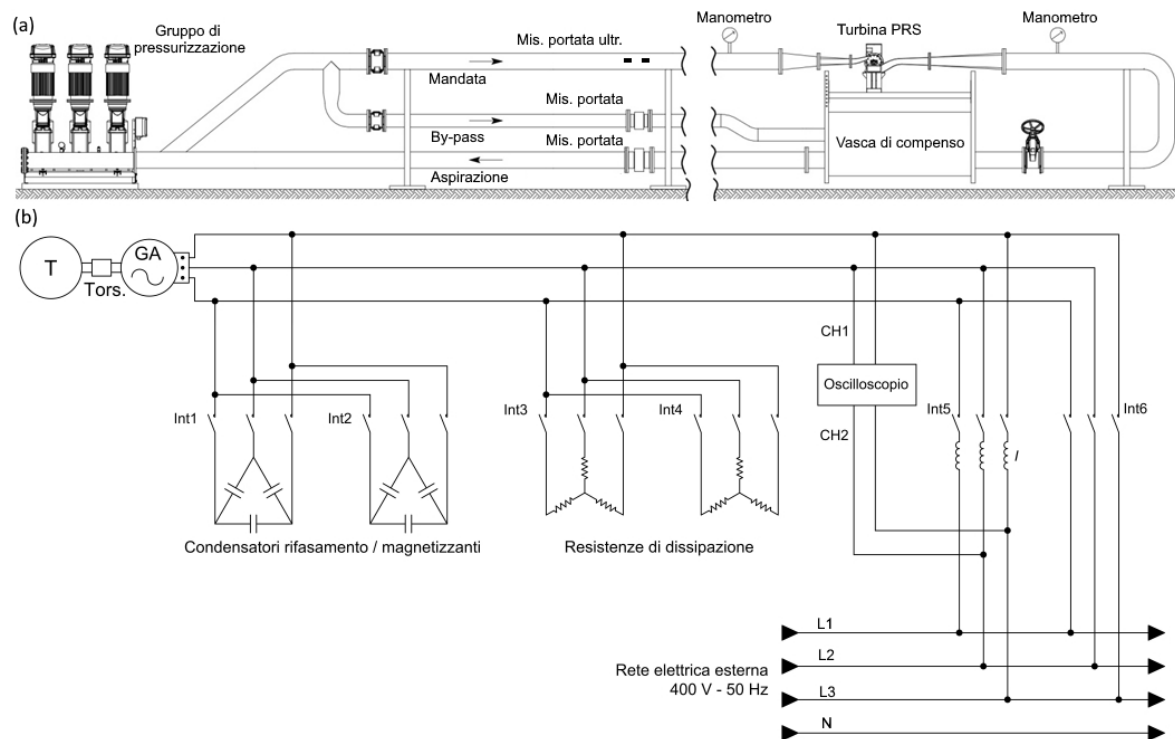 (a)
Gruppo di
pressurizzazione
Mis. portata ultr.
Mandata
Manometro
Turbina PRS
Manometro
Mis. portata
By-pass
Mis. portata
Aspirazione
Vasca di compenso
(b)
T
Tors.
GA
CH1
Oscilloscopio
CH2
Int1
Int2
Int3
Int4
Int5
I
Int6
Condensatori rifasamento / magnetizzanti
Resistenze di dissipazione
Rete elettrica esterna
400 V - 50 Hz
L1
L2
L3
N